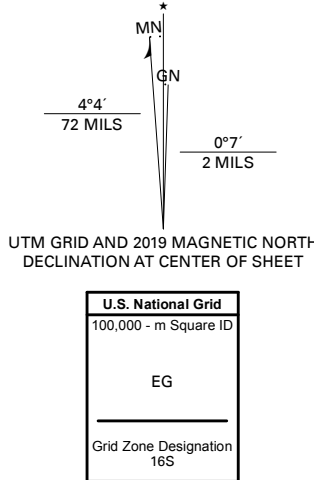 MN
GN
4°4´
72 MILS
0°7´
2 MILS
UTM GRID AND 2019 MAGNETIC NORTH
DECLINATION AT CENTER OF SHEET
U.S. National Grid
100,000 - m Square ID
EG
Grid Zone Designation
16S